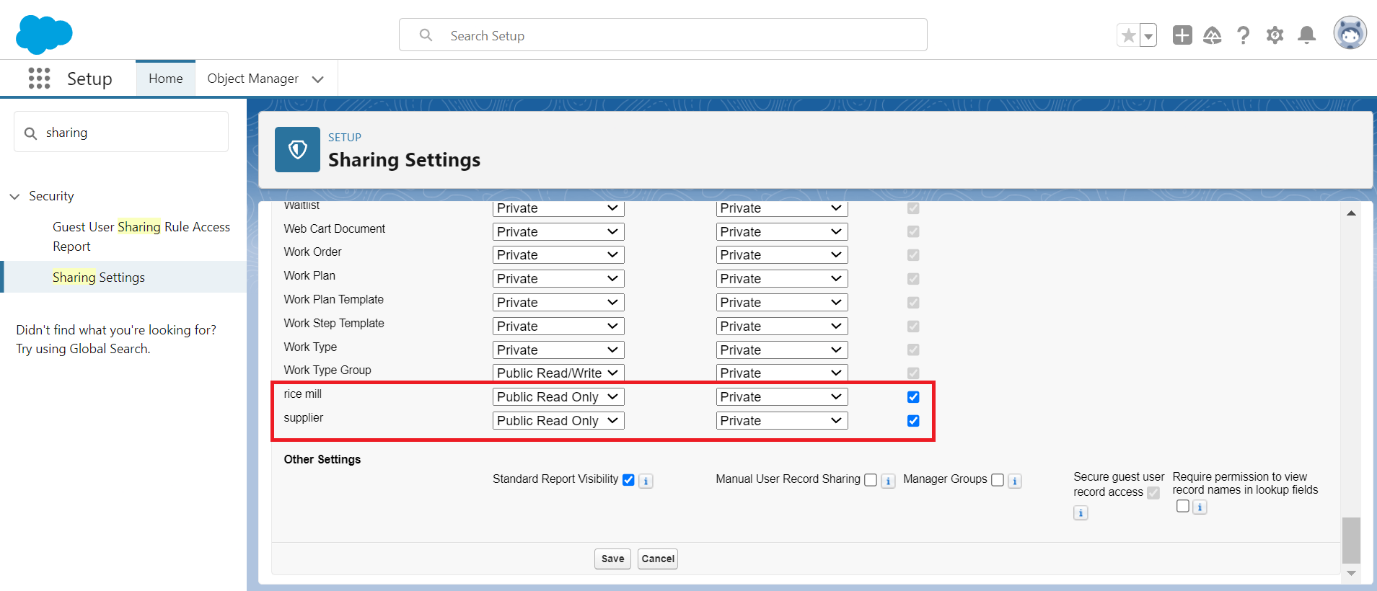 Search Setup
Setup
Home
Object Manager
sharing
Security
Guest User Sharing Rule Access
Report
Sharing Settings
Didn't find what you're looking for?
Try using Global Search.
SETUP
Sharing Settings
Waitlist Private Private
Web Cart Document Private Private
Work Order Private Private
Work Plan Private Private
Work Plan Template Private Private
Work Step Template Private Private
Work Type Private Private
Work Type Group Public Read/Write Private
rice mill Public Read Only Private
supplier Public Read Only Private
Other Settings
Standard Report Visibility i
Manual User Record Sharing i
Manager Groups i
Secure guest user
record access
i
Require permission to view
record names in lookup fields
i
Save Cancel